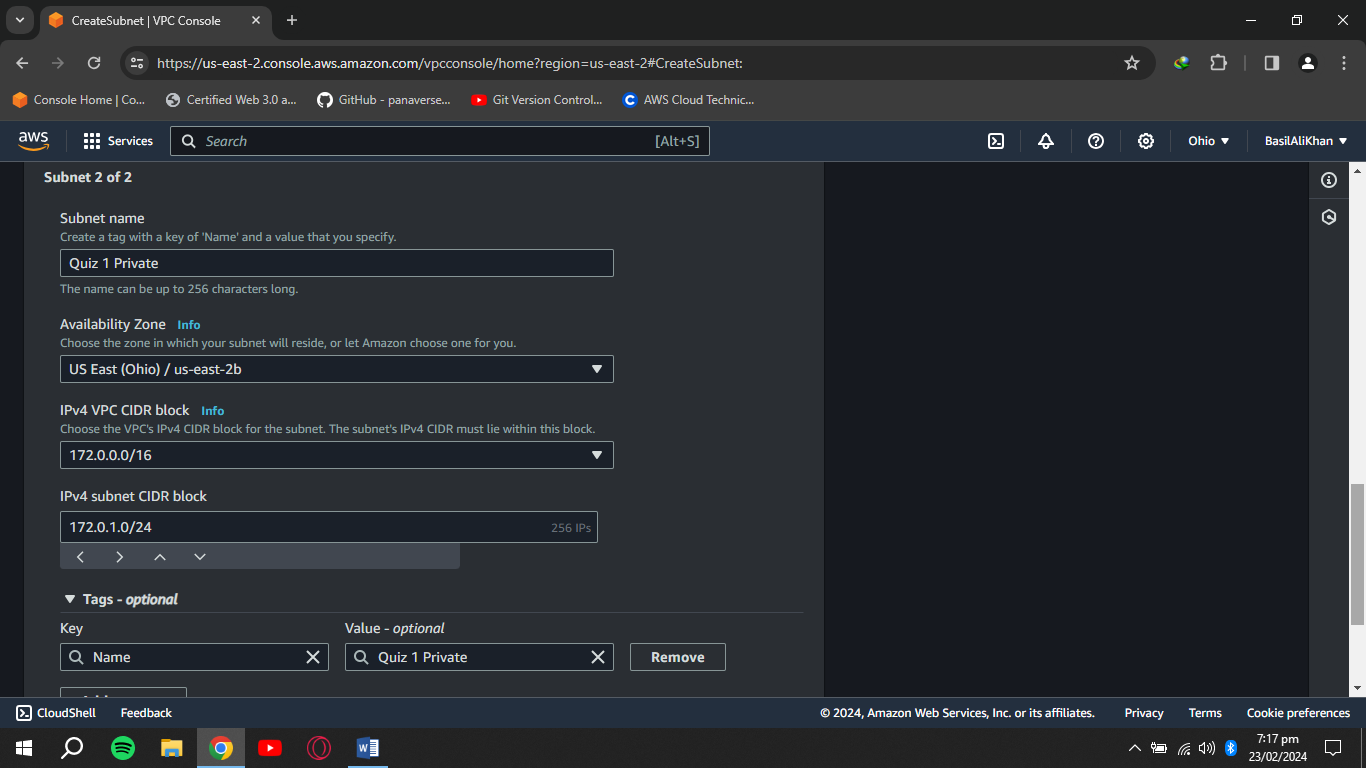 CreateSubnet | VPC Console
https://us-east-2.console.aws.amazon.com/vpcconsole/home?region=us-east-2#CreateSubnet:
Console Home | Co... Certified Web 3.0 a... GitHub - panaverse... Git Version Control... AWS Cloud Technic...
aws Services Search [Alt+S] Ohio BasilAliKhan
Subnet 2 of 2
Subnet name
Create a tag with a key of 'Name' and a value that you specify.
Quiz 1 Private
The name can be up to 256 characters long.
Availability Zone Info
Choose the zone in which your subnet will reside, or let Amazon choose one for you.
US East (Ohio) / us-east-2b
IPv4 VPC CIDR block Info
Choose the VPC's IPv4 CIDR block for the subnet. The subnet's IPv4 CIDR must lie within this block.
172.0.0.0/16
IPv4 subnet CIDR block
172.0.1.0/24 256 IPs
Tags - optional
Key Value - optional
Name Quiz 1 Private Remove
CloudShell Feedback © 2024, Amazon Web Services, Inc. or its affiliates. Privacy Terms Cookie preferences
7:17 pm
23/02/2024